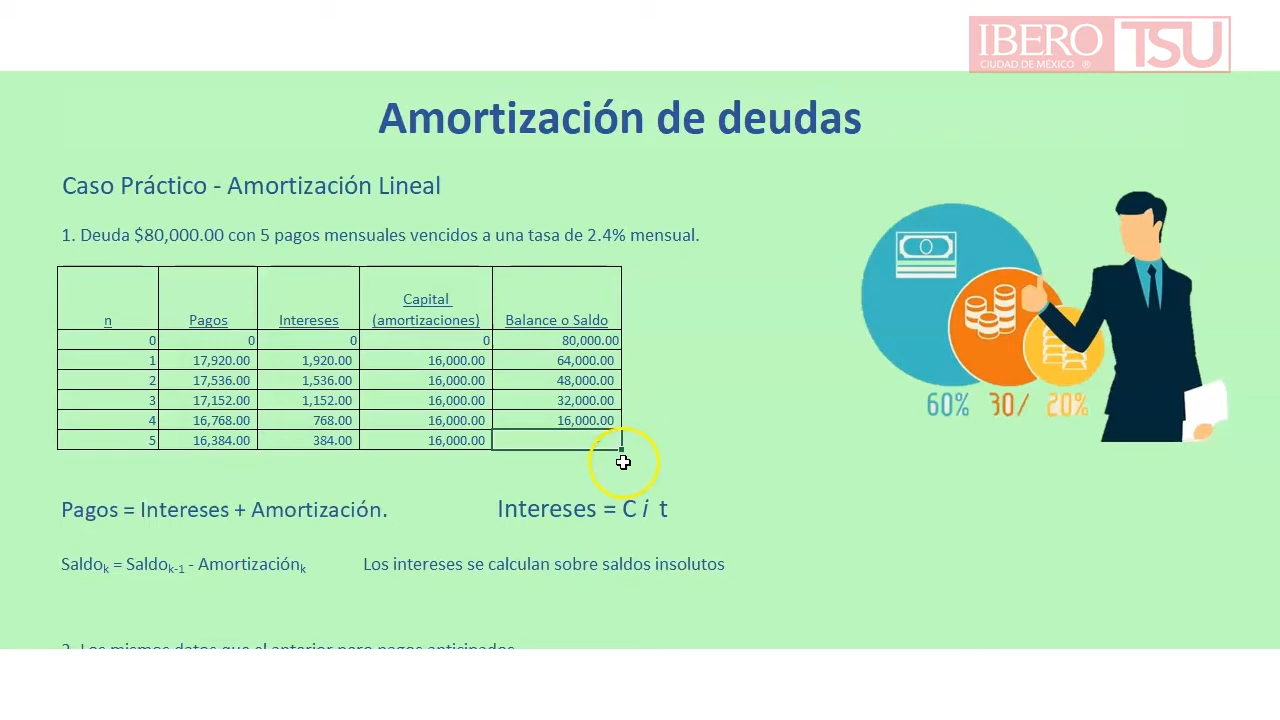 IBERO TSU
CIUDAD DE MÉXICO ®
Amortización de deudas
Caso Práctico - Amortización Lineal
1. Deuda $80,000.00 con 5 pagos mensuales vencidos a una tasa de 2.4% mensual.
n Pagos Intereses Capital (amortizaciones) Balance o Saldo
0 0 0 0 80,000.00
1 17,920.00 1,920.00 16,000.00 64,000.00
2 17,536.00 1,536.00 16,000.00 48,000.00
3 17,152.00 1,152.00 16,000.00 32,000.00
4 16,768.00 768.00 16,000.00 16,000.00
5 16,384.00 384.00 16,000.00 -
60% 30/ 20%
Pagos = Intereses + Amortización. Intereses = C i t
Saldok = Saldok-1 - Amortizaciónk Los intereses se calculan sobre saldos insolutos
2. Los mismos datos que el anterior pero pagos anticipados